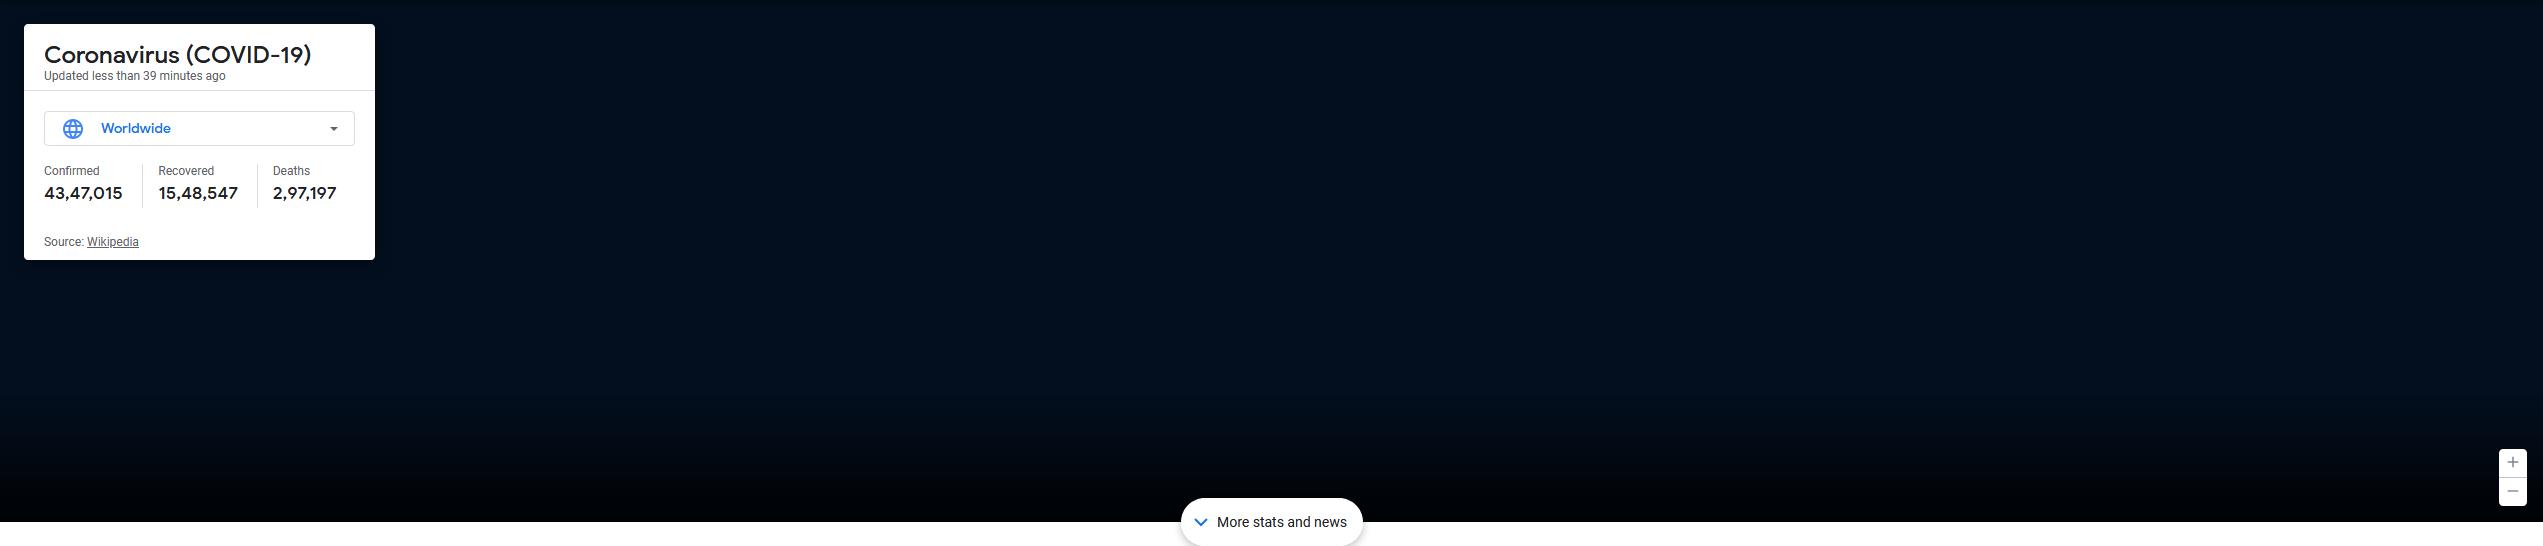 Coronavirus (COVID-19)
Updated less than 39 minutes ago
Worldwide
Confirmed Recovered Deaths
43,47,015 15,48,547 2,97,197
Source: Wikipedia
More stats and news